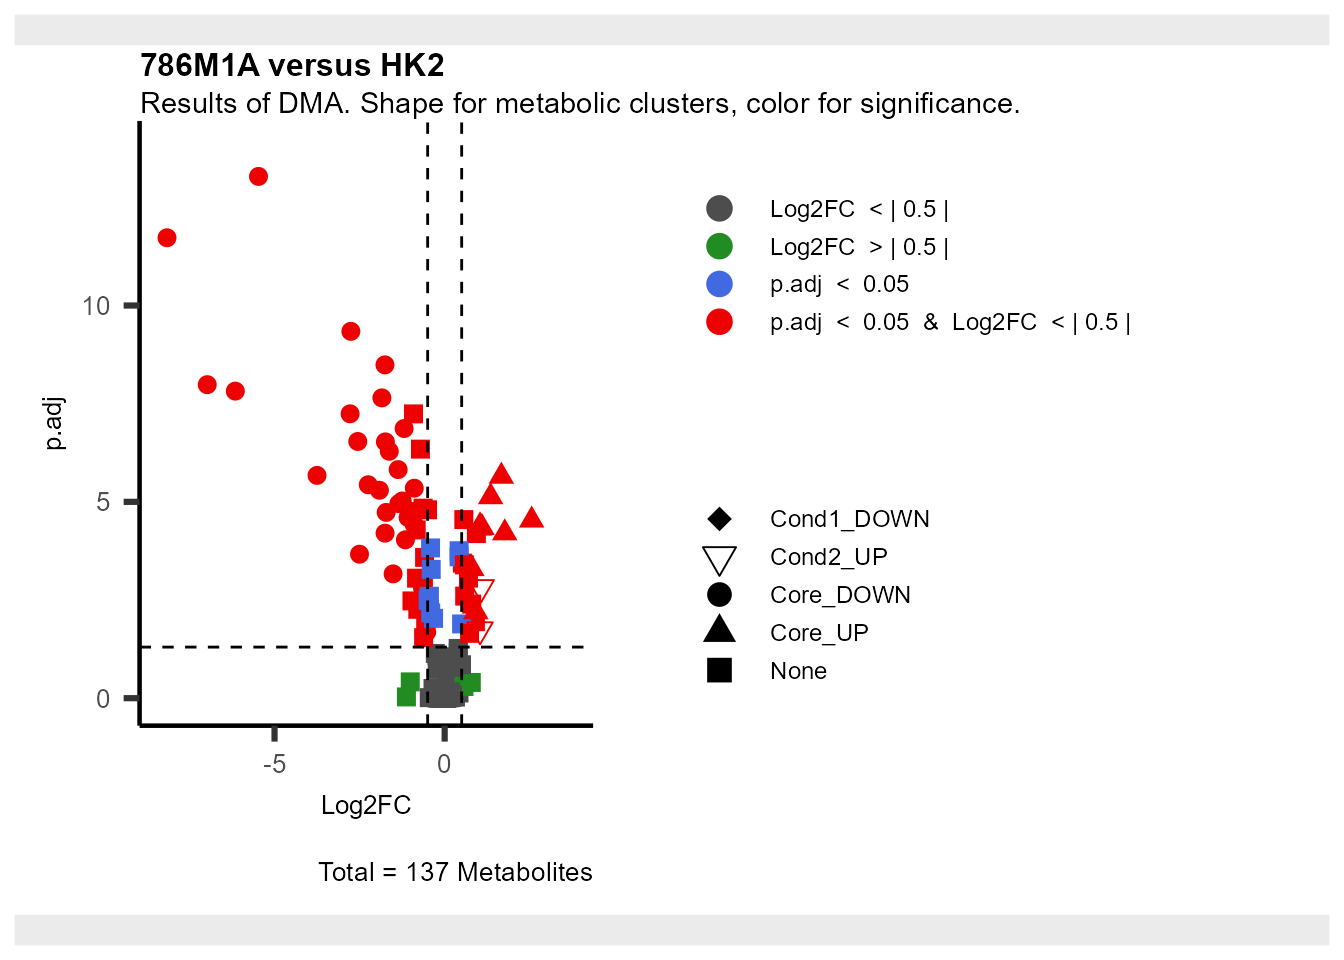 786M1A versus HK2
Results of DMA. Shape for metabolic clusters, color for significance.
10
5
0
p.adj
-5
0
Log2FC
Total = 137 Metabolites
Log2FC < | 0.5 |
Log2FC > | 0.5 |
p.adj < 0.05
p.adj < 0.05 & Log2FC < | 0.5 |
Cond1_DOWN
Cond2_UP
Core_DOWN
Core_UP
None